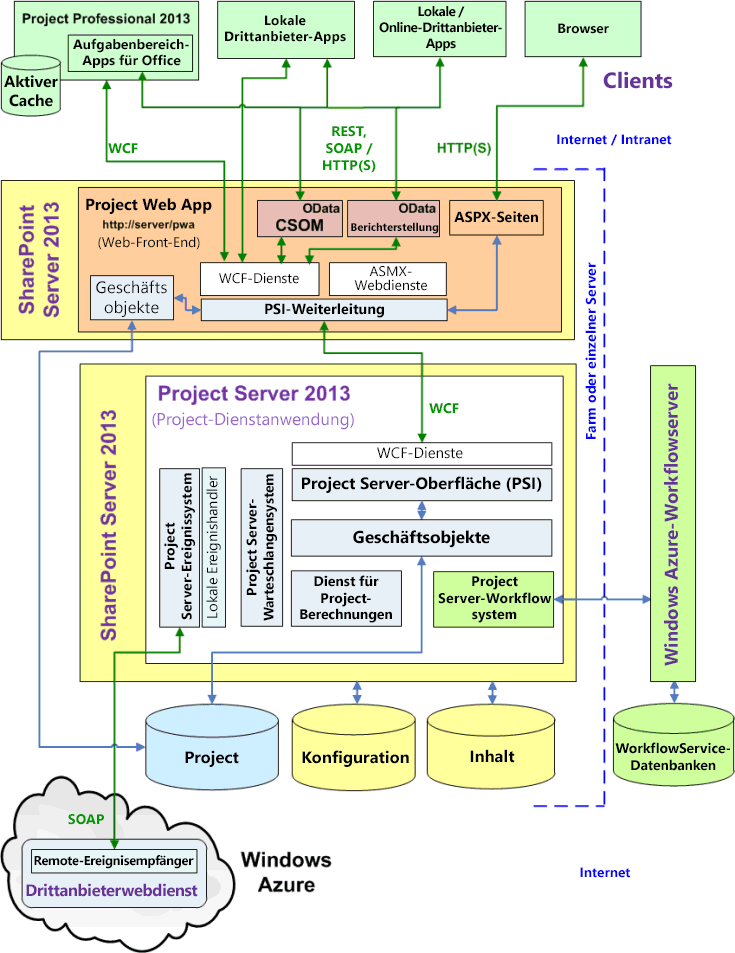 Project Professional 2013
Aufgabenbereich-
Apps für Office
Aktiver
Cache
Lokale
Drittanbieter-Apps
Lokale /
Online-Drittanbieter-
Apps
Browser
Clients
WCF
REST,
SOAP /
HTTP(S)
HTTP(S)
Internet / Intranet
SharePoint
Server 2013
Project Web App
http://server/pwa
(Web-Front-End)
OData
CSOM
OData
Berichterstellung
ASPX-Seiten
WCF-Dienste
ASMX-
Webdienste
Geschäfts
objekte
PSI-Weiterleitung
Farm oder einzelner Server
SharePoint Server 2013
Project Server 2013
(Project-Dienstanwendung)
WCF
WCF-Dienste
Project Server-Oberfläche (PSI)
Geschäftsobjekte
Project
Server-Ereignissystem
Lokale Ereignishandler
Project Server-
Warteschlangensystem
Dienst für
Project-
Berechnungen
Project
Server-Workflow
system
Windows Azure-Workflowserver
Project
Konfiguration
Inhalt
WorkflowService-
Datenbanken
SOAP
Remote-Ereignisempfänger
Drittanbieterwebdienst
Windows
Azure
Internet